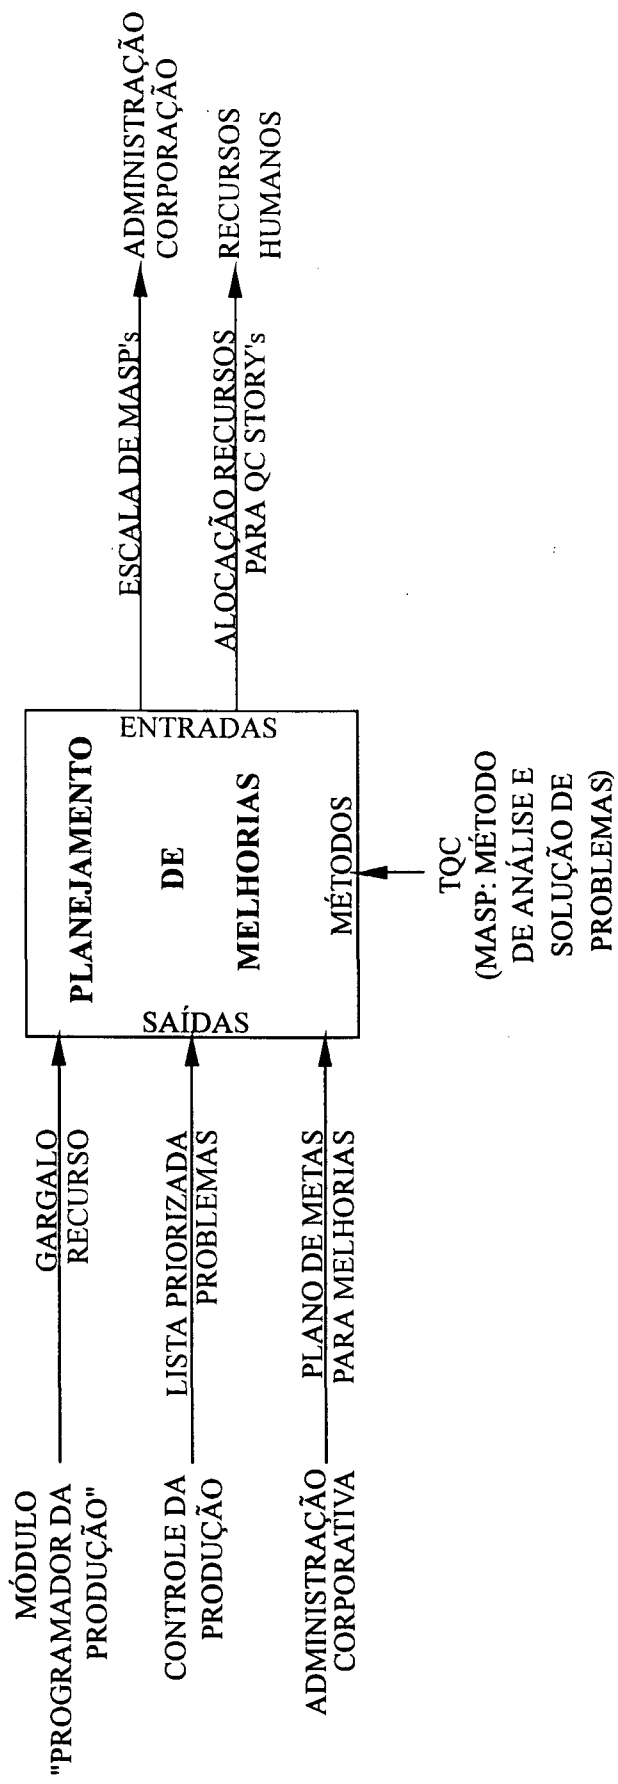 MÓDULO
"PROGRAMADOR DA
PRODUÇÃO"
GARGALO
RECURSO
CONTROLE DA
PRODUÇÃO
LISTA PRIORIZADA
PROBLEMAS
ADMINISTRAÇÃO
CORPORATIVA
PLANO DE METAS
PARA MELHORIAS
SAÍDAS
PLANEJAMENTO
DE
MELHORIAS
MÉTODOS
ENTRADAS
TQC
(MASP: MÉTODO
DE ANÁLISE E
SOLUÇÃO DE
PROBLEMAS)
ESCALA DE MASP's
ADMINISTRAÇÃO
CORPORAÇÃO
ALOCAÇÃO RECURSOS
PARA QC STORY's
RECURSOS
HUMANOS